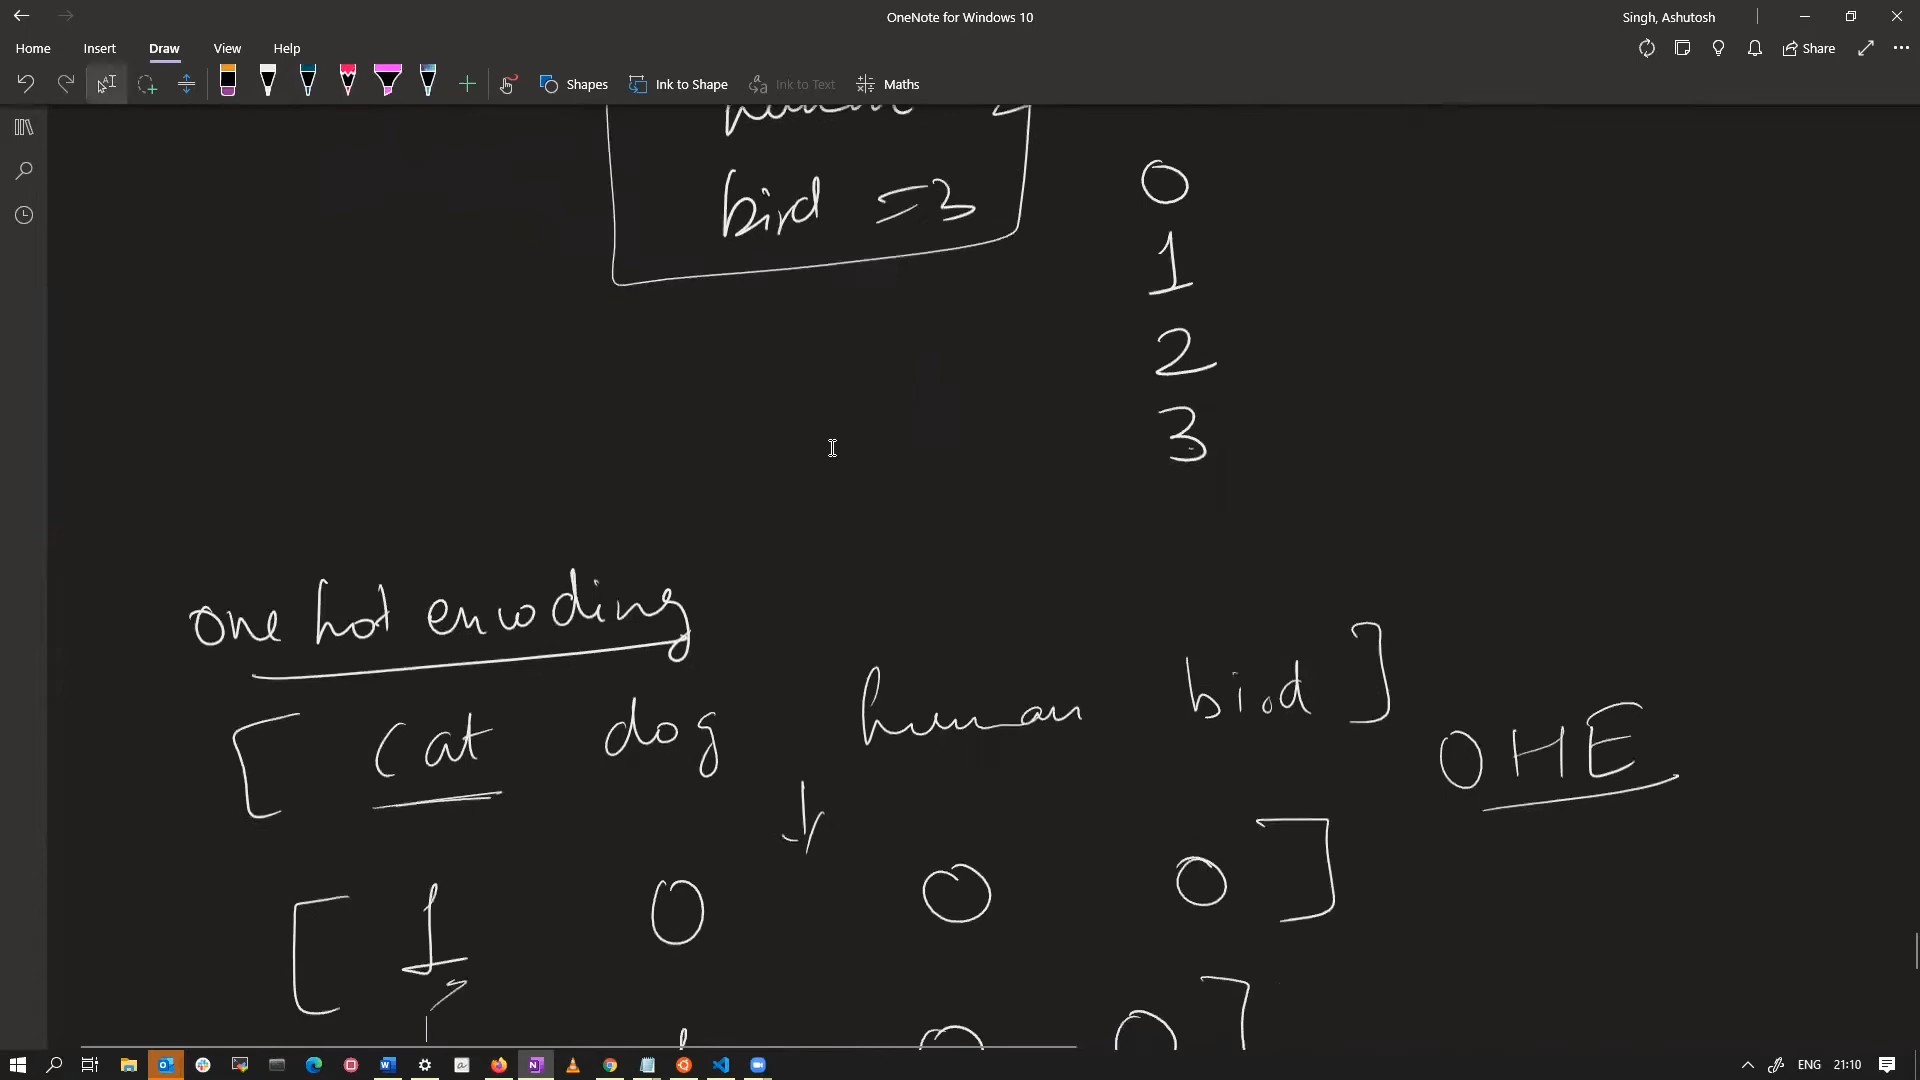 OneNote for Windows 10
Singh, Ashutosh
Home Insert Draw View Help
Share
Shapes Ink to Shape Ink to Text Maths
bird =3
0
1
2
3
one hot encoding
[ cat dog human bird ]
OHE
[ 1 0 0 0 ]
0 0 ]
ENG 21:10